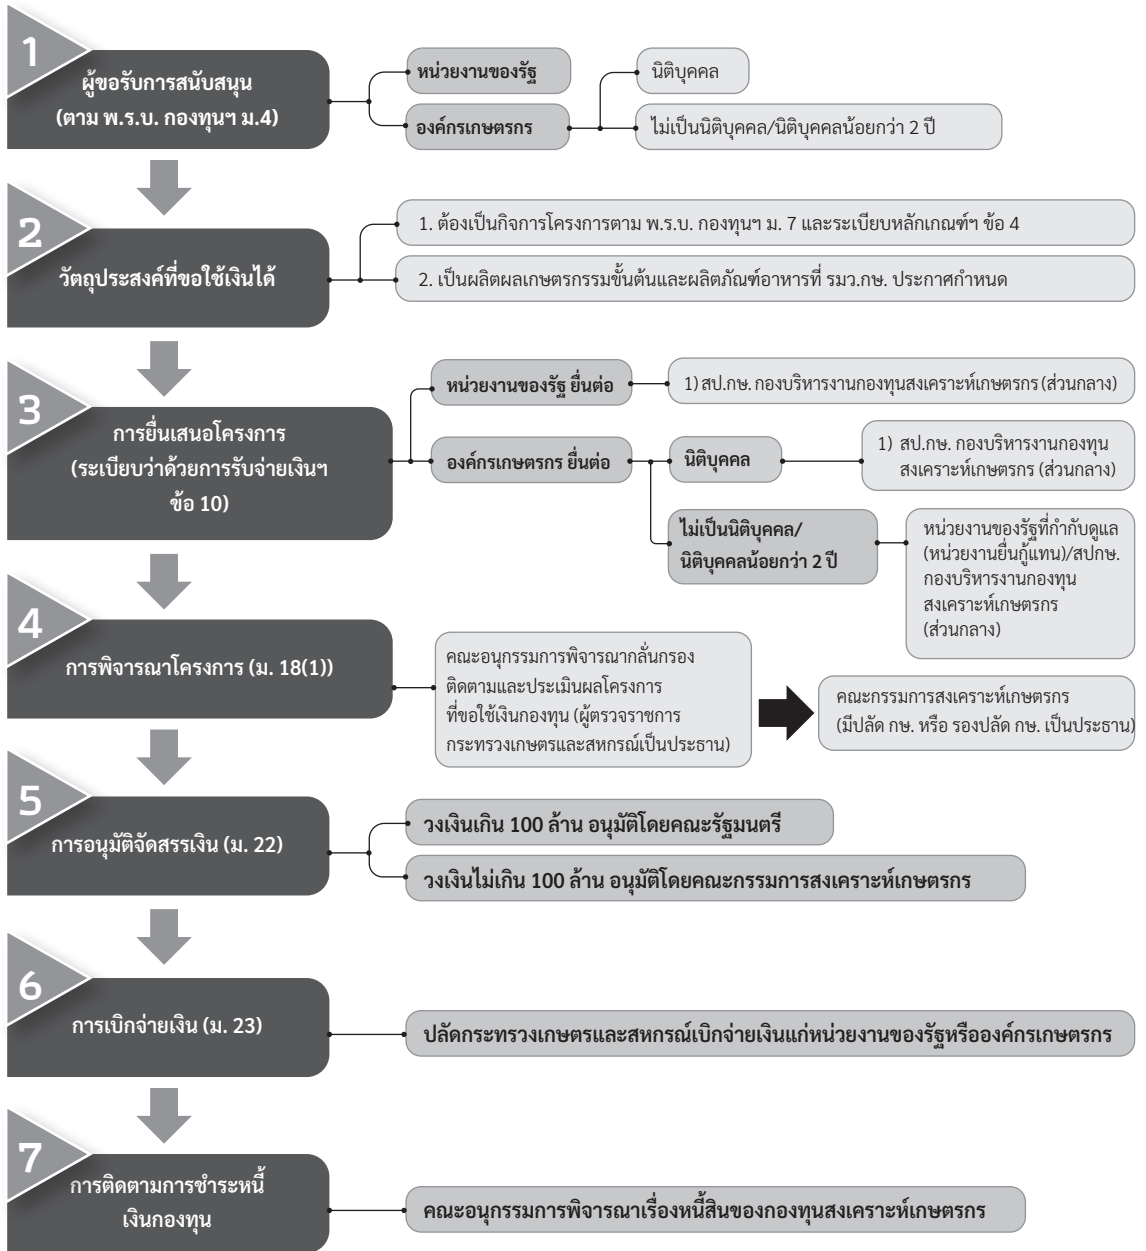 1
ผู้ขอรับการสนับสนุน
(ตาม พ.ร.บ. กองทุนฯ ม.4)
หน่วยงานของรัฐ
องค์กรเกษตรกร
นิติบุคคล
ไม่เป็นนิติบุคคล/นิติบุคคลน้อยกว่า 2 ปี
2
วัตถุประสงค์ที่ขอใช้เงินได้
1. ต้องเป็นกิจการโครงการตาม พ.ร.บ. กองทุนฯ ม. 7 และระเบียบหลักเกณฑ์ฯ ข้อ 4
2. เป็นผลิตผลเกษตรกรรมขั้นต้นและผลิตภัณฑ์อาหารที่ รมว.กษ. ประกาศกำหนด
3
การยื่นเสนอโครงการ
(ระเบียบว่าด้วยการรับจ่ายเงินฯ
ข้อ 10)
หน่วยงานของรัฐ ยื่นต่อ
1) สป.กษ. กองบริหารงานกองทุนสงเคราะห์เกษตรกร (ส่วนกลาง)
องค์กรเกษตรกร ยื่นต่อ
นิติบุคคล
1) สป.กษ. กองบริหารงานกองทุน
สงเคราะห์เกษตรกร (ส่วนกลาง)
ไม่เป็นนิติบุคคล/
นิติบุคคลน้อยกว่า 2 ปี
หน่วยงานของรัฐที่กำกับดูแล
(หน่วยงานยื่นกู้แทน)/สปกษ.
กองบริหารงานกองทุน
สงเคราะห์เกษตรกร
(ส่วนกลาง)
4
การพิจารณาโครงการ (ม. 18(1))
คณะอนุกรรมการพิจารณากลั่นกรอง
ติดตามและประเมินผลโครงการ
ที่ขอใช้เงินกองทุน (ผู้ตรวจราชการ
กระทรวงเกษตรและสหกรณ์เป็นประธาน)
คณะกรรมการสงเคราะห์เกษตรกร
(มีปลัด กษ. หรือ รองปลัด กษ. เป็นประธาน)
5
การอนุมัติจัดสรรเงิน (ม. 22)
วงเงินเกิน 100 ล้าน อนุมัติโดยคณะรัฐมนตรี
วงเงินไม่เกิน 100 ล้าน อนุมัติโดยคณะกรรมการสงเคราะห์เกษตรกร
6
การเบิกจ่ายเงิน (ม. 23)
ปลัดกระทรวงเกษตรและสหกรณ์เบิกจ่ายเงินแก่หน่วยงานของรัฐหรือองค์กรเกษตรกร
7
การติดตามการชำระหนี้
เงินกองทุน
คณะอนุกรรมการพิจารณาเรื่องหนี้สินของกองทุนสงเคราะห์เกษตรกร